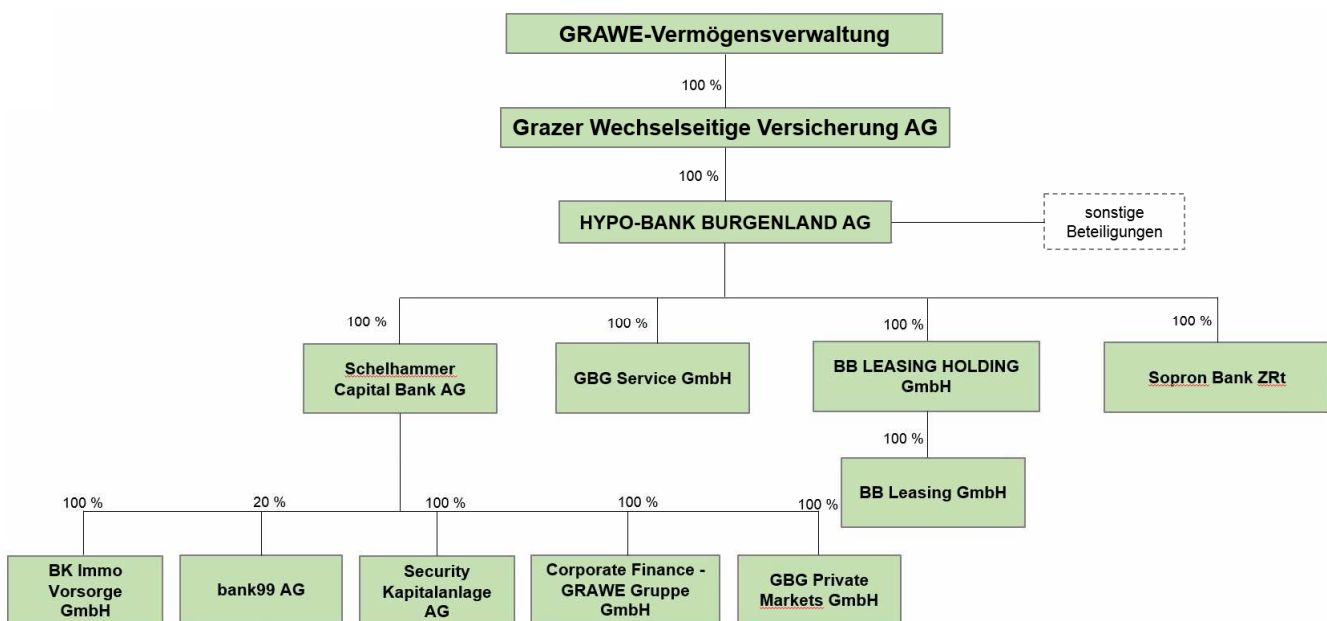 GRAWE-Vermögensverwaltung
100 %
Grazer Wechselseitige Versicherung AG
100 %
HYPO-BANK BURGENLAND AG
sonstige
Beteiligungen
100 %
100 %
100 %
100 %
Schelhammer
Capital Bank AG
GBG Service GmbH
BB LEASING HOLDING
GmbH
Sopron Bank ZRt
100 %
BB Leasing GmbH
100 %
20 %
100 %
100 %
100 %
BK Immo
Vorsorge
GmbH
bank99 AG
Security
Kapitalanlage
AG
Corporate Finance -
GRAWE Gruppe
GmbH
GBG Private
Markets GmbH